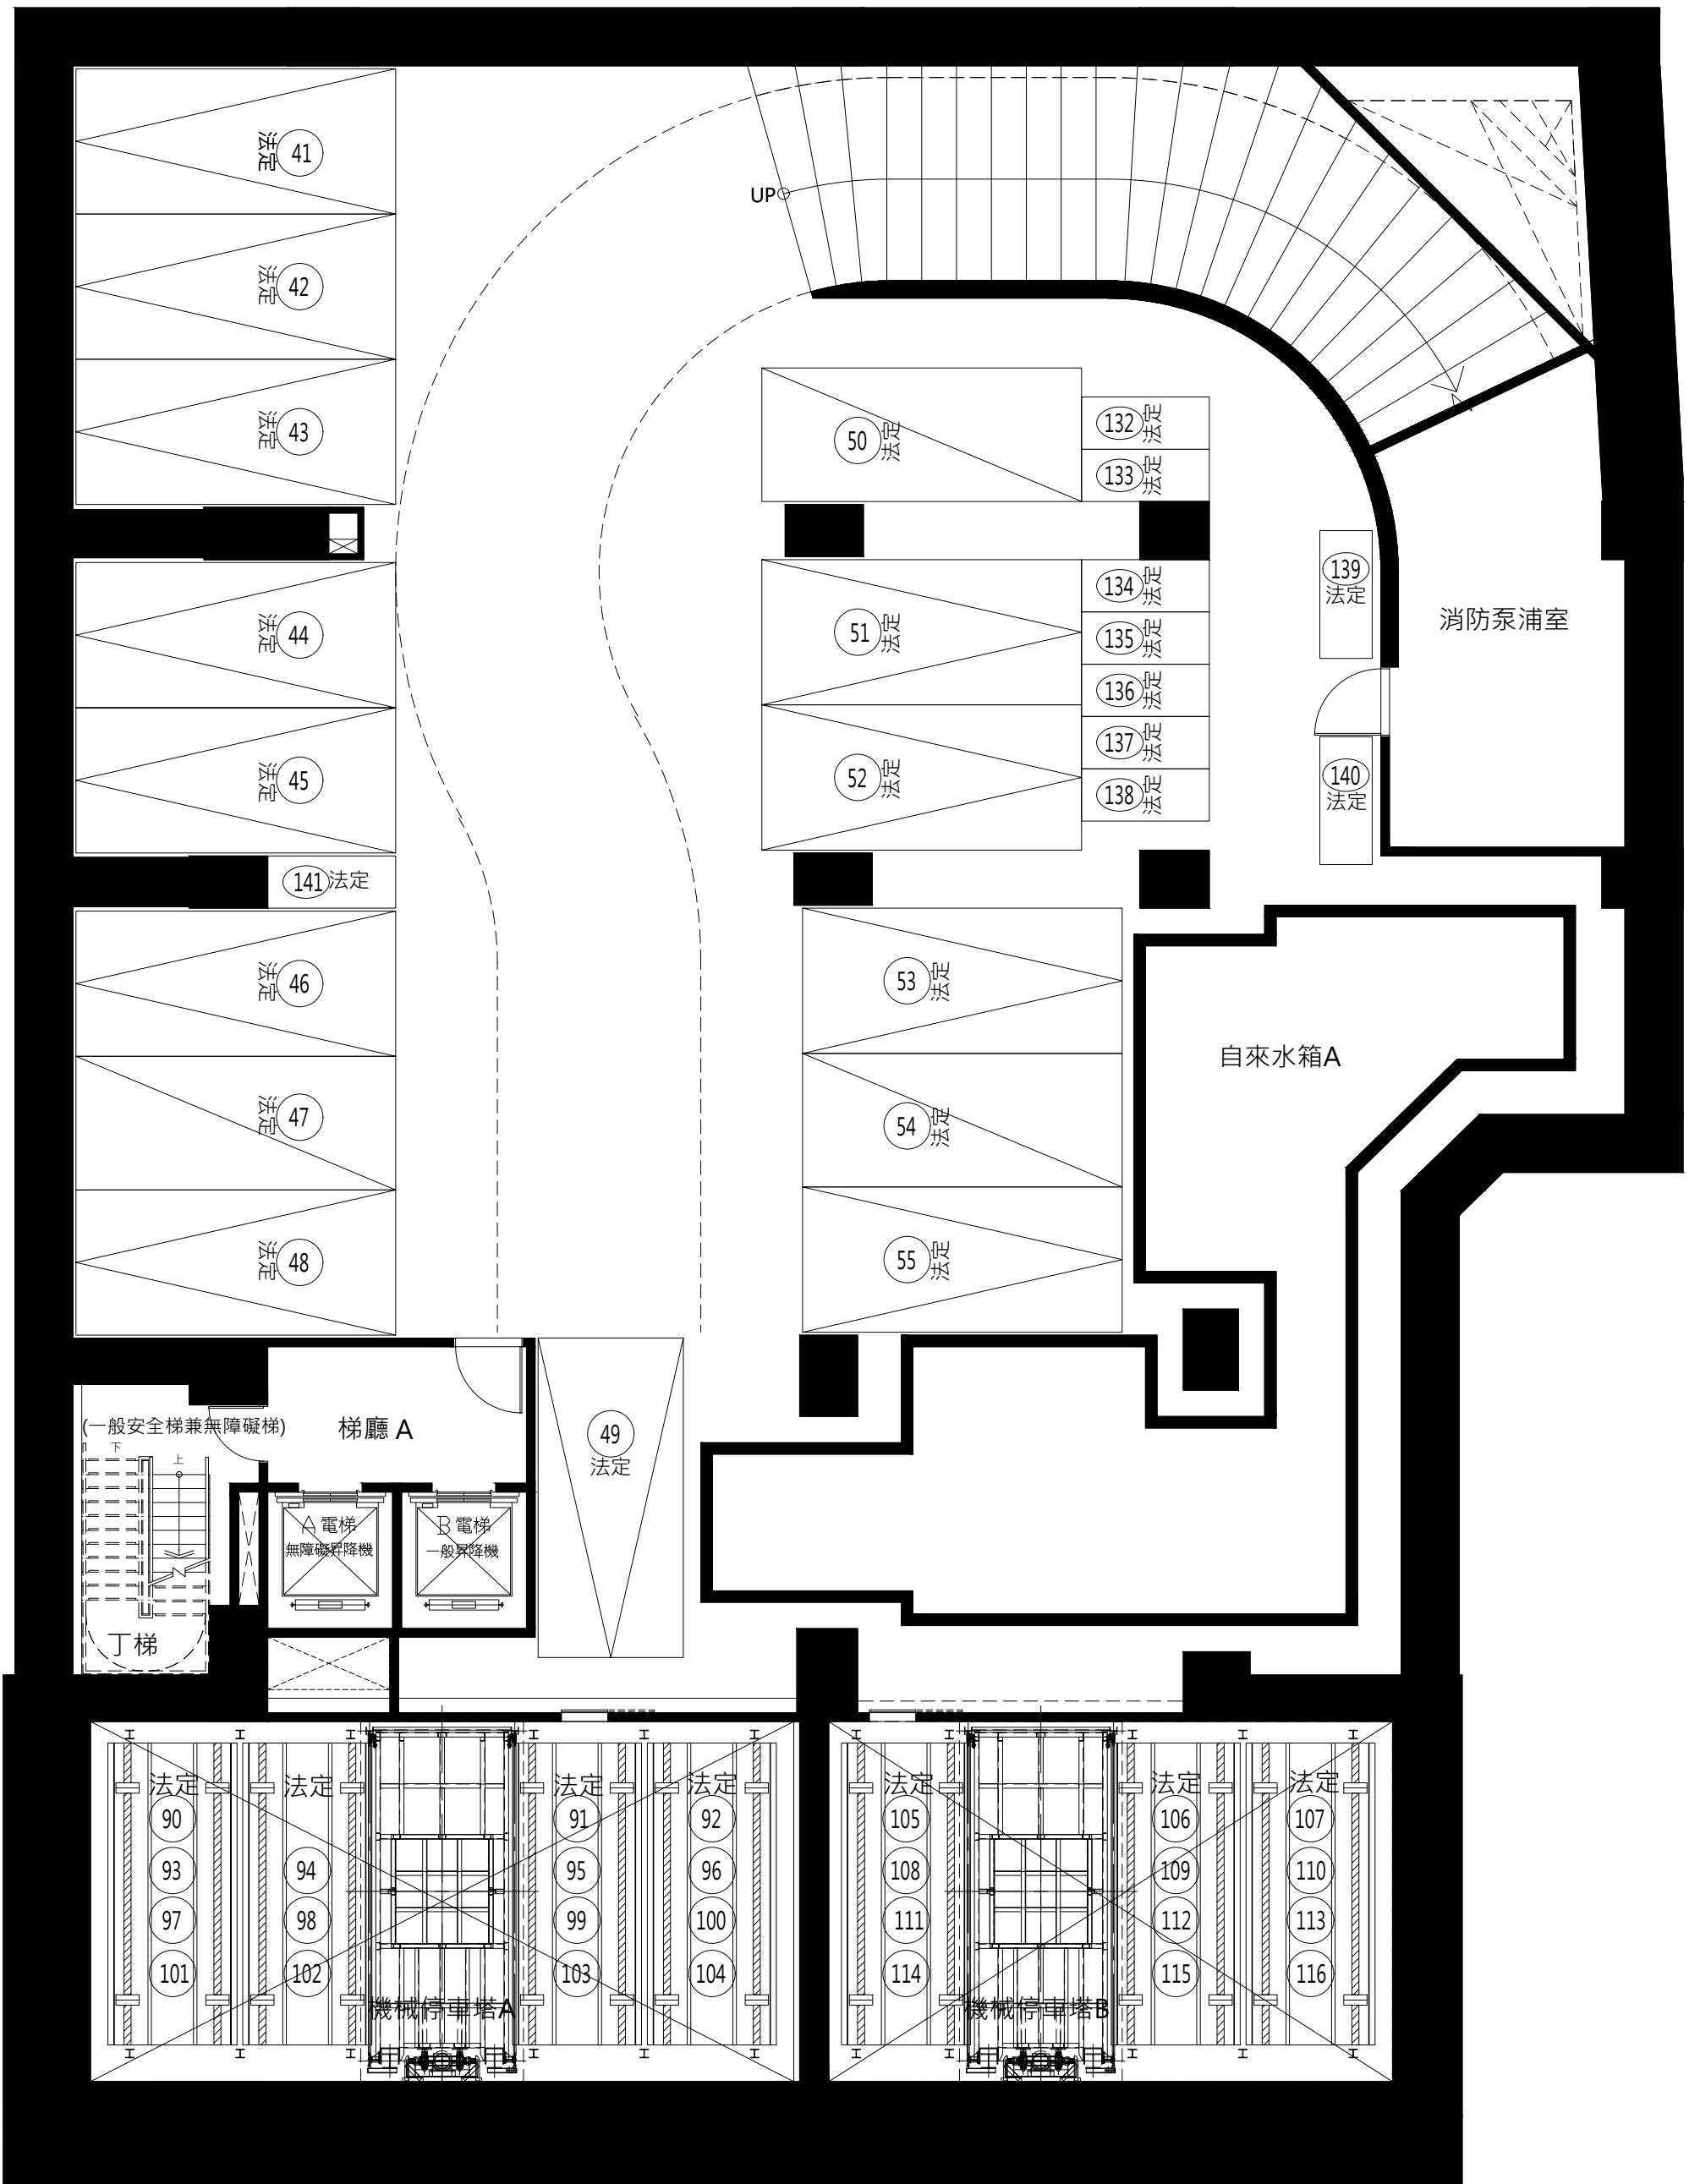 法定 41
UP
法定 42
法定 43
50 法定
132 法定
133 法定
法定 44
51 法定
134 法定
135 法定
136 法定
139
法定
消防泵浦室
法定 45
52 法定
137 法定
138 法定
140
法定
141 法定
法定 46
53 法定
自來水箱A
法定 47
54 法定
法定 48
55 法定
(一般安全梯兼無障礙梯)
下
上
梯廳 A
49
法定
A 電梯
無障礙昇降機
B 電梯
一般昇降機
丁梯
法定 法定 法定 法定
90 91 92
93 94 95 96
97 98 99 100
101 102 103 104
機械停車塔A
法定 法定 法定
105 106 107
108 109 110
111 112 113
114 115 116
機械停車塔B